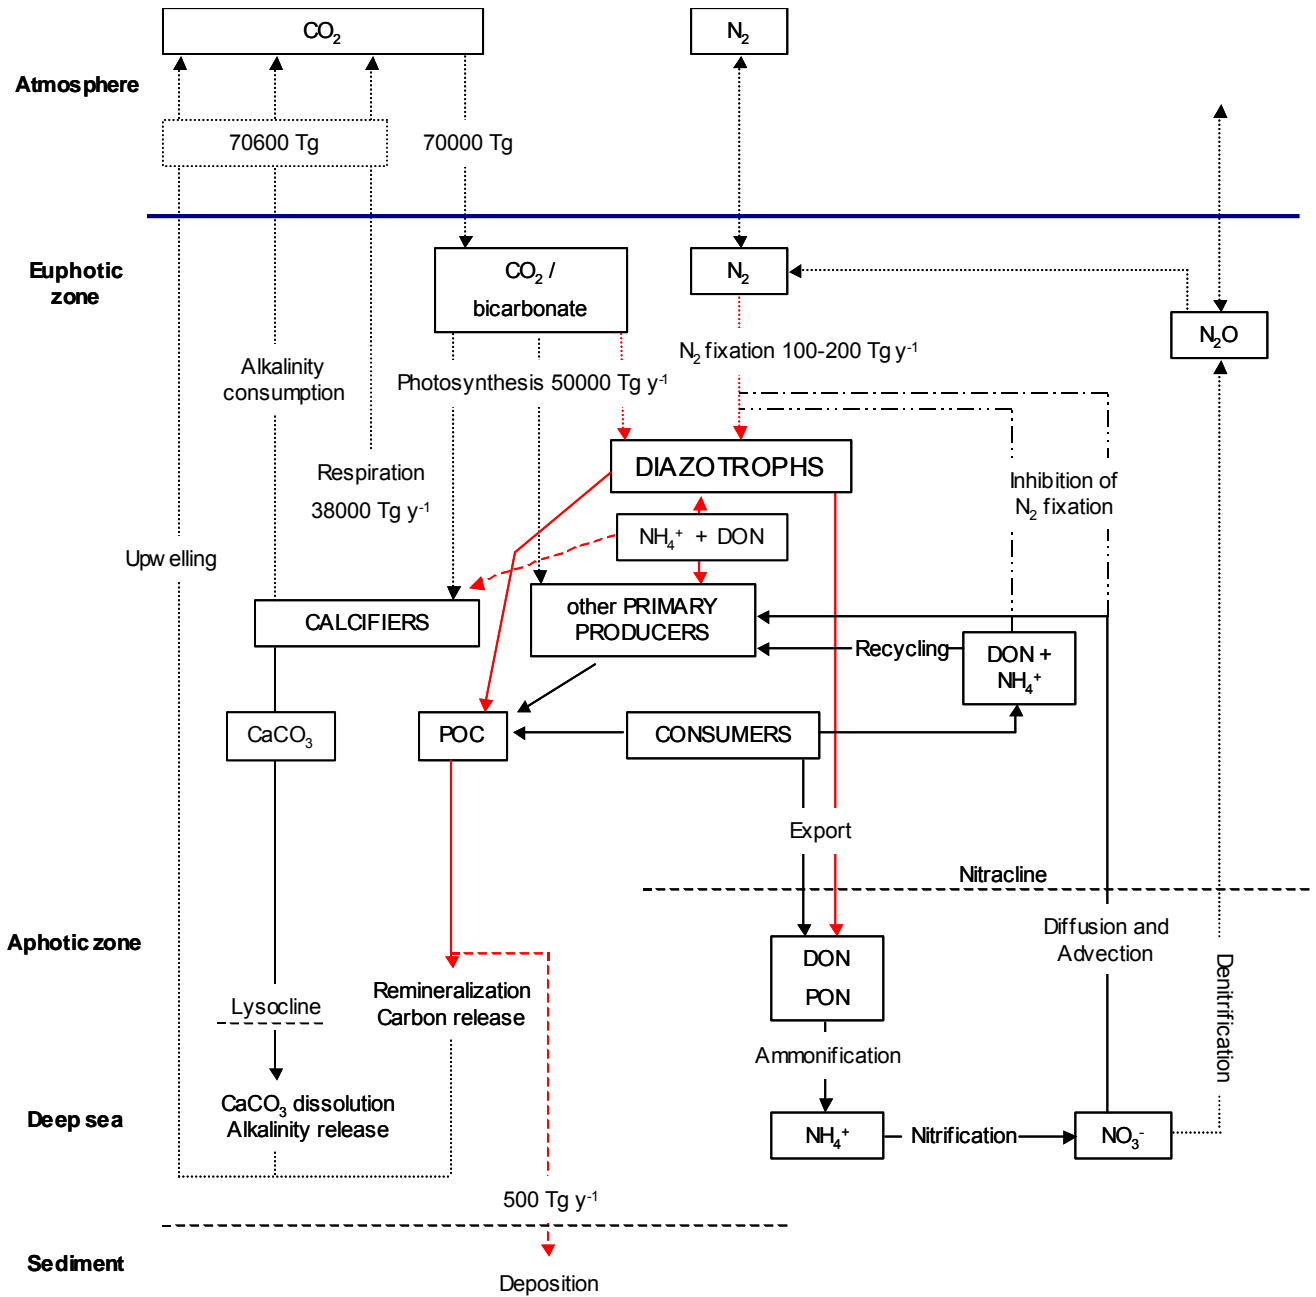 CO₂
N₂
Atmosphere
70600 Tg
70000 Tg
Euphotic
zone
CO₂ /
bicarbonate
N₂
N₂O
N₂ fixation 100-200 Tg y⁻¹
Alkalinity
consumption
Photosynthesis 50000 Tg y⁻¹
DIAZOTROPHS
Respiration
38000 Tg y⁻¹
Inhibition of
N₂ fixation
NH₄⁺ + DON
Upwelling
CALCIFIERS
other PRIMARY
PRODUCERS
Recycling
DON +
NH₄⁺
CaCO₃
POC
CONSUMERS
Export
Nitracline
Aphotic zone
Diffusion and
Advection
DON
PON
Denitrification
Remineralization
Carbon release
Lysocline
Ammonification
Deep sea
CaCO₃ dissolution
Alkalinity release
NH₄⁺
Nitrification
NO₃⁻
500 Tg y⁻¹
Sediment
Deposition